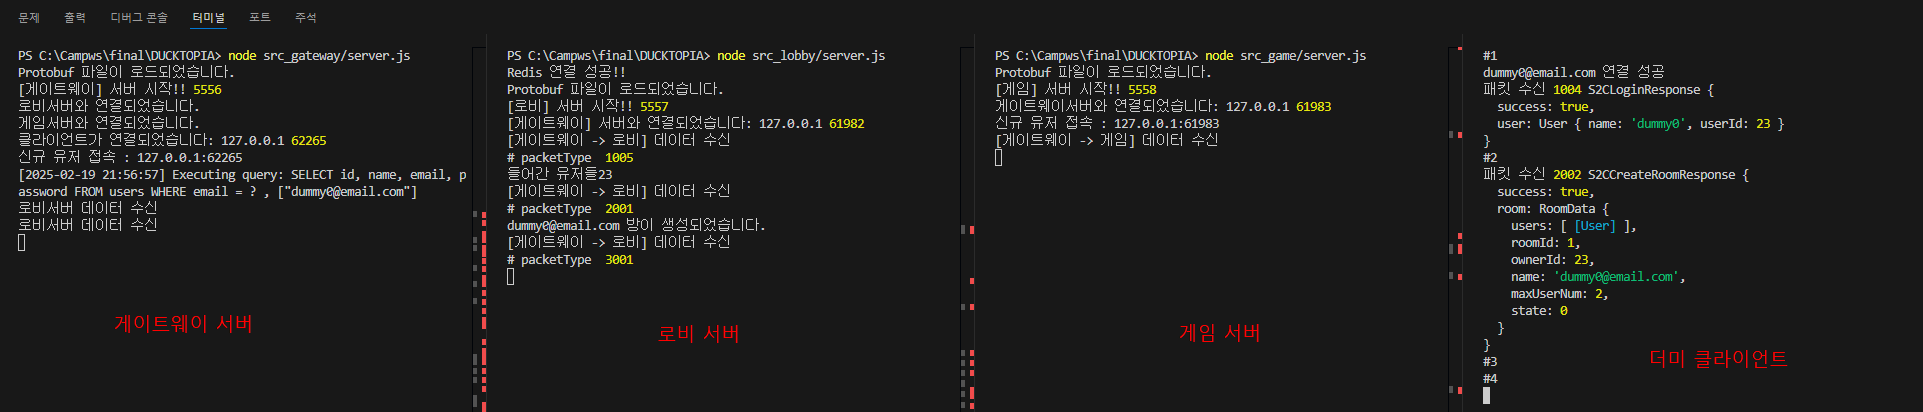 문제 출력 디버그 콘솔 터미널 포트 주석
PS C:\Campws\final\DUCKTOPIA> node src_gateway/server.js
Protobuf 파일이 로드되었습니다.
[게이트웨이] 서버 시작!! 5556
로비서버와 연결되었습니다.
게임서버와 연결되었습니다.
클라이언트가 연결되었습니다: 127.0.0.1 62265
신규 유저 접속 : 127.0.0.1:62265
[2025-02-19 21:56:57] Executing query: SELECT id, name, email, p
assword FROM users WHERE email = ? , ["dummy0@email.com"]
로비서버 데이터 수신
로비서버 데이터 수신
게이트웨이 서버
PS C:\Campws\final\DUCKTOPIA> node src_lobby/server.js
Redis 연결 성공!!
Protobuf 파일이 로드되었습니다.
[로비] 서버 시작!! 5557
[게이트웨이] 서버와 연결되었습니다: 127.0.0.1 61982
[게이트웨이 -> 로비] 데이터 수신
# packetType  1005
들어간 유저들23
[게이트웨이 -> 로비] 데이터 수신
# packetType  2001
dummy0@email.com 방이 생성되었습니다.
[게이트웨이 -> 로비] 데이터 수신
# packetType  3001
로비 서버
PS C:\Campws\final\DUCKTOPIA> node src_game/server.js
Protobuf 파일이 로드되었습니다.
[게임] 서버 시작!! 5558
게이트웨이서버와 연결되었습니다: 127.0.0.1 61983
신규 유저 접속 : 127.0.0.1:61983
[게이트웨이 -> 게임] 데이터 수신
게임 서버
#1
dummy0@email.com 연결 성공
패킷 수신 1004 S2CLoginResponse {
  success: true,
  user: User { name: 'dummy0', userId: 23 }
}
#2
패킷 수신 2002 S2CCreateRoomResponse {
  success: true,
  room: RoomData {
    users: [ [User] ],
    roomId: 1,
    ownerId: 23,
    name: 'dummy0@email.com',
    maxUserNum: 2,
    state: 0
  }
}
#3
#4
더미 클라이언트